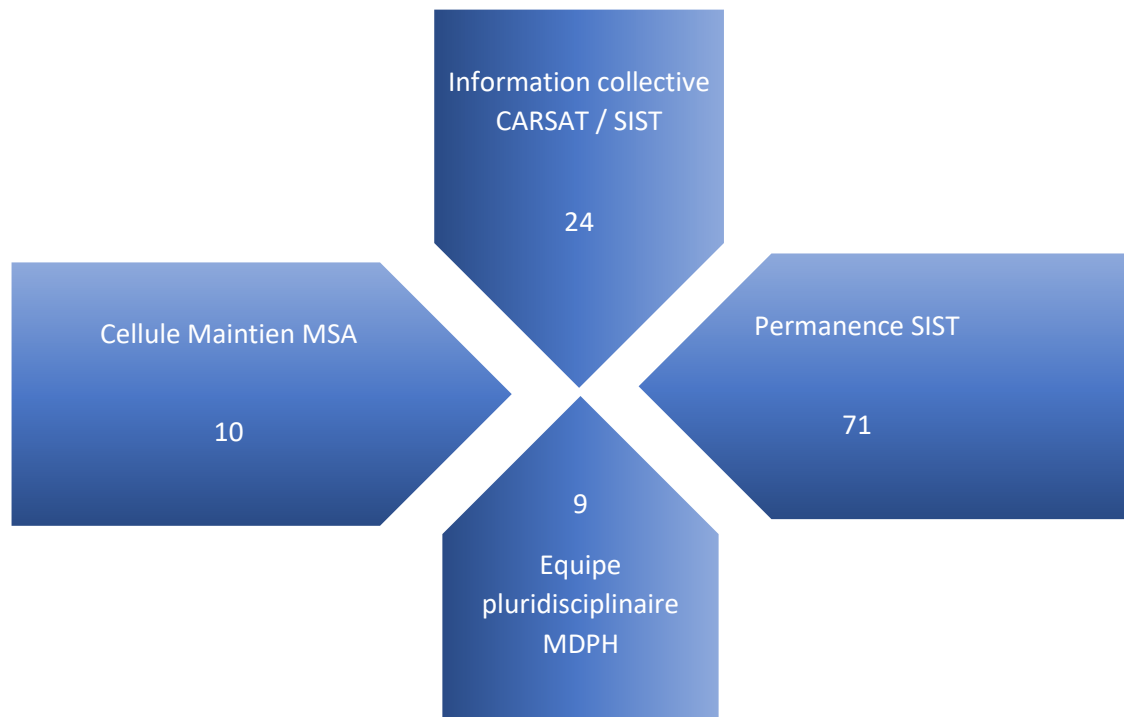 Information collective
CARSAT / SIST
24
Cellule Maintien MSA
10
Permanence SIST
71
9
Equipe
pluridisciplinaire
MDPH